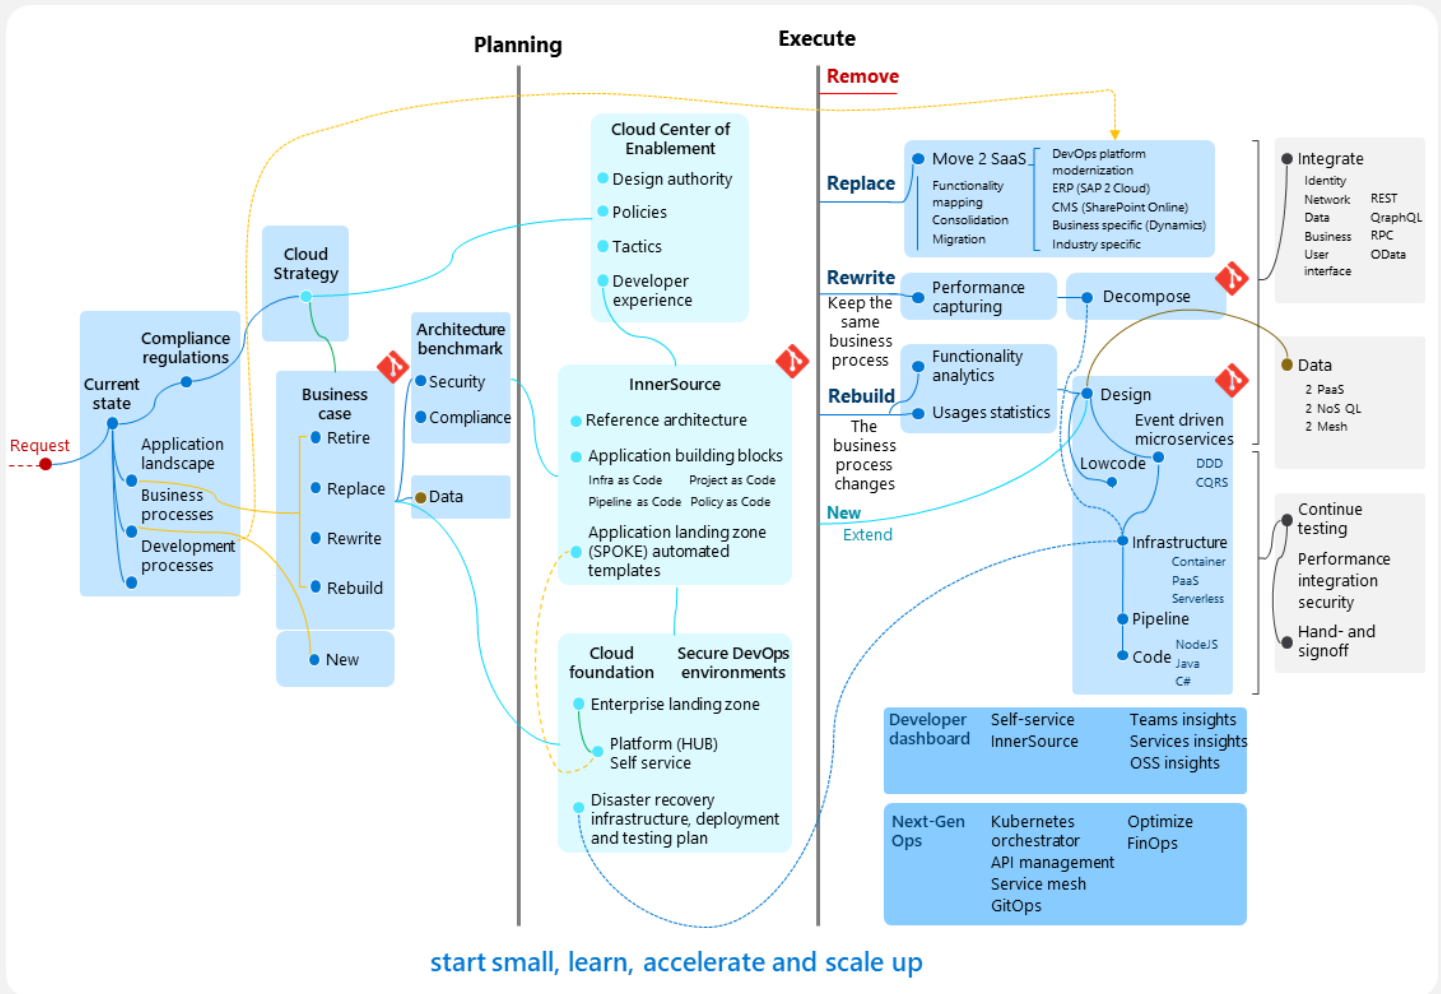 Planning
Execute
Request
Current
state
Compliance
regulations
Application
landscape
Business
processes
Development
processes
Cloud
Strategy
Business
case
Retire
Replace
Rewrite
Rebuild
New
Architecture
benchmark
Security
Compliance
Data
Cloud Center of
Enablement
Design authority
Policies
Tactics
Developer
experience
InnerSource
Reference architecture
Application building blocks
Infra as Code
Project as Code
Pipeline as Code
Policy as Code
Application landing zone
(SPOKE) automated
templates
Cloud
foundation
Secure DevOps
environments
Enterprise landing zone
Platform (HUB)
Self service
Disaster recovery
infrastructure, deployment
and testing plan
Remove
Replace
Rewrite
Keep the
same
business
process
Rebuild
The
business
process
changes
New
Extend
Move 2 SaaS
Functionality
mapping
Consolidation
Migration
DevOps platform
modernization
ERP (SAP 2 Cloud)
CMS (SharePoint Online)
Business specific (Dynamics)
Industry specific
Performance
capturing
Decompose
Functionality
analytics
Usages statistics
Design
Event driven
microservices
Lowcode
DDD
CQRS
Infrastructure
Container
PaaS
Serverless
Pipeline
Code
NodeJS
Java
C#
Integrate
Identity
Network
Data
Business
User
interface
REST
QraphQL
RPC
OData
Data
2 PaaS
2 NoS QL
2 Mesh
Continue
testing
Performance
integration
security
Hand- and
signoff
Developer
dashboard
Self-service
InnerSource
Teams insights
Services insights
OSS insights
Next-Gen
Ops
Kubernetes
orchestrator
API management
Service mesh
GitOps
Optimize
FinOps
start small, learn, accelerate and scale up